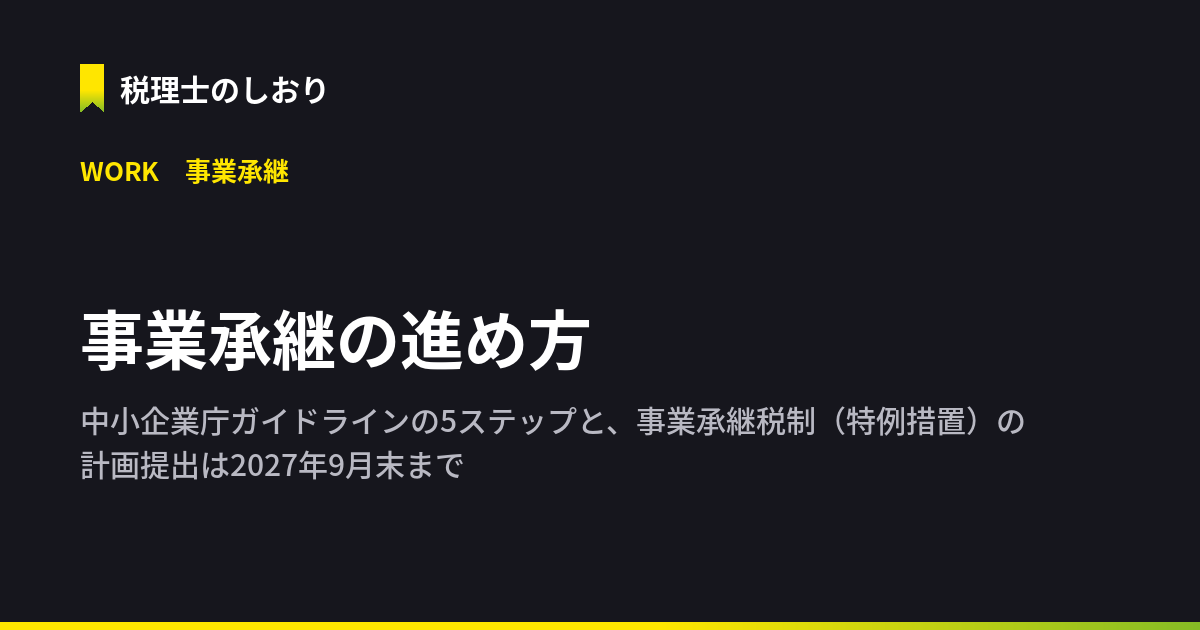 税理士のしおり
WORK　事業承継
事業承継の進め方
中小企業庁ガイドラインの5ステップと、事業承継税制（特例措置）の
計画提出は2027年9月末まで